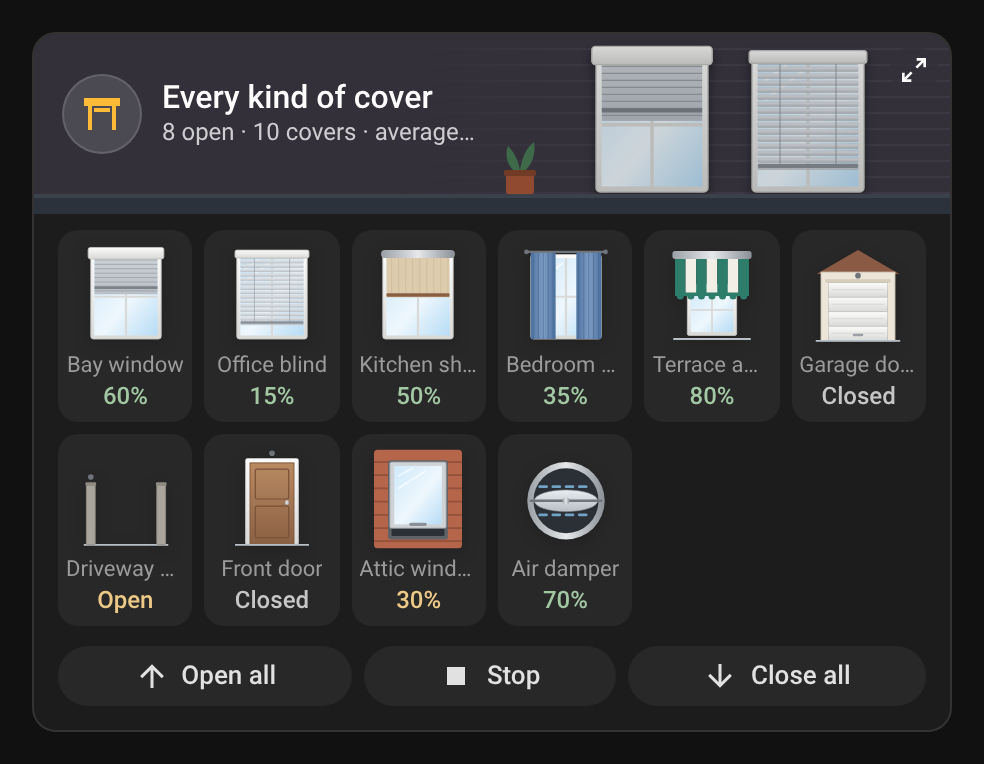 Every kind of cover
8 open · 10 covers · average…
Bay window
60%
Office blind
15%
Kitchen sh…
50%
Bedroom …
35%
Terrace a…
80%
Garage do…
Closed
Driveway …
Open
Front door
Closed
Attic wind…
30%
Air damper
70%
Open all
Stop
Close all